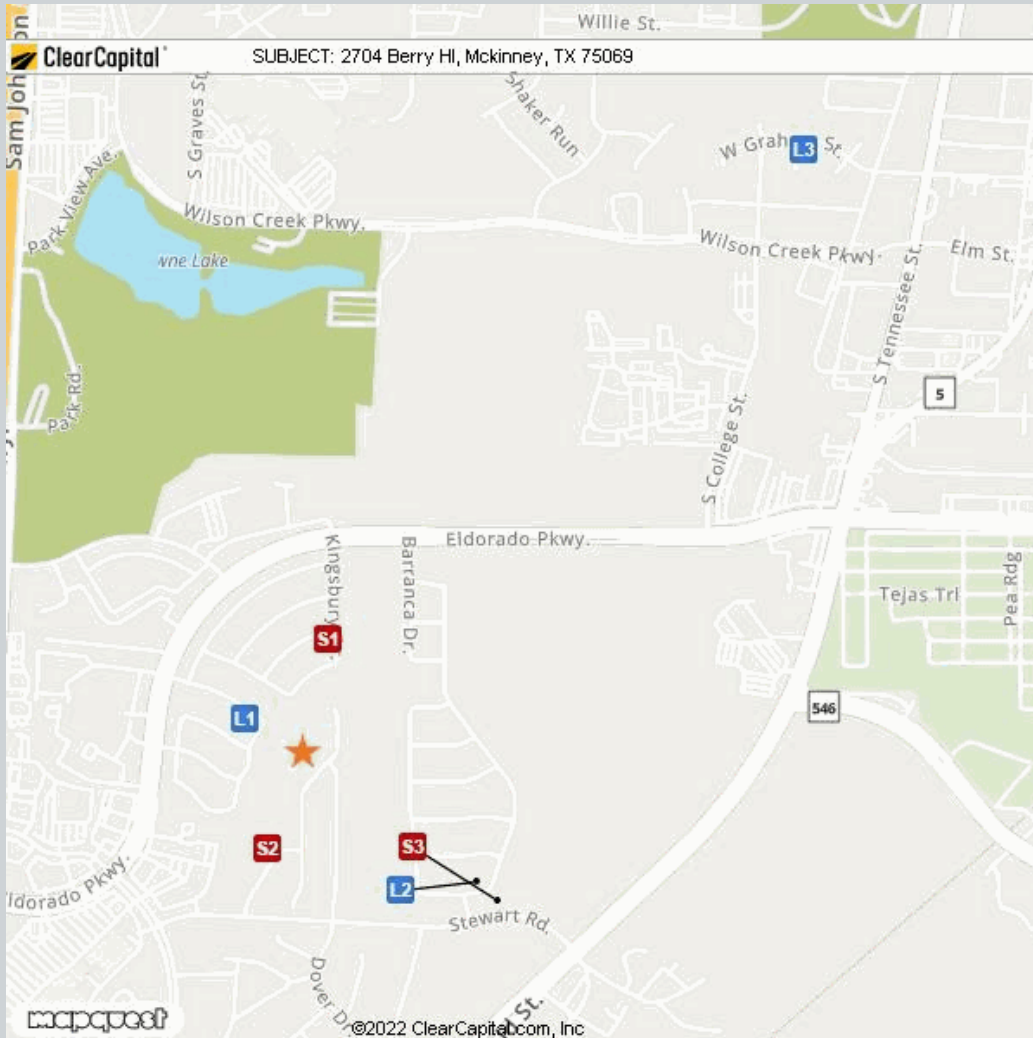 Willie St.
ClearCapital
SUBJECT: 2704 Berry Hl, Mckinney, TX 75069
S Graves St.
Shaker Run
W Grah
L3
St.
Park View Ave.
Wilson Creek Pkwy.
wne Lake
Wilson Creek Pkwy.
Elm St.
S Tennessee St.
Park Rd.
5
S College St.
Eldorado Pkwy.
Kingsbury
Barranca Dr.
Tejas Trl
Pea Rdg
S1
L1
546
S2
S3
L2
Eldorado Pkwy.
Stewart Rd.
Dover Dr.
St.
mapquest
©2022 ClearCapital.com, Inc